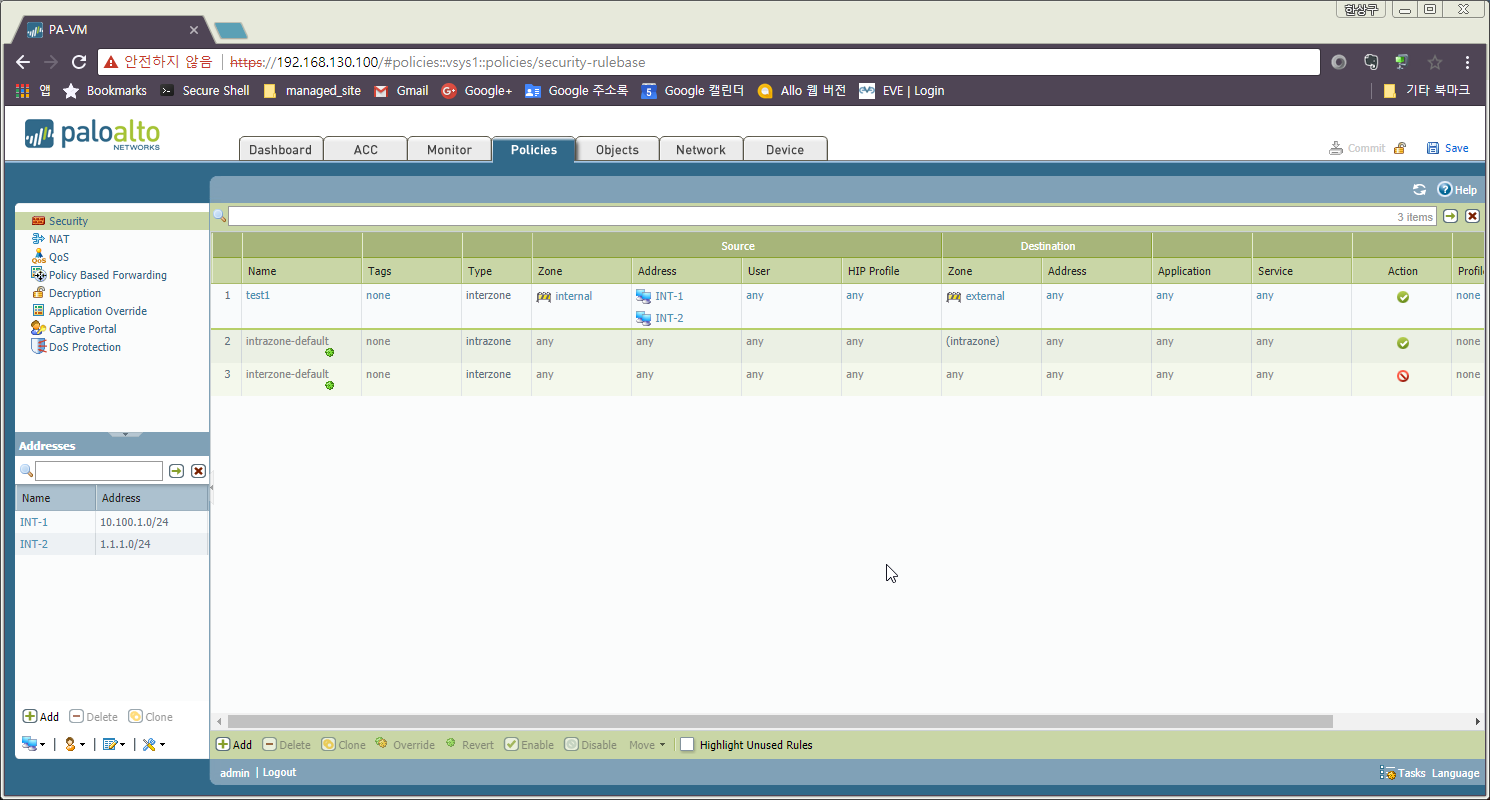 한상구
PA-VM
안전하지 않음 https://192.168.130.100/#policies::vsys1::policies/security-rulebase
앱 Bookmarks Secure Shell managed_site Gmail Google+ Google 주소록 5 Google 캘린더 Allo 웹 버전 EVE | Login 기타 북마크
paloalto NETWORKS
Dashboard ACC Monitor Policies Objects Network Device Commit Save
Help
3 items
Security
NAT
QoS
Policy Based Forwarding
Decryption
Application Override
Captive Portal
DoS Protection
Source Destination
Name Tags Type Zone Address User HIP Profile Zone Address Application Service Action Profile
1 test1 none interzone internal INT-1 any any external any any any none
INT-2
2 intrazone-default none intrazone any any any any (intrazone) any any any none
3 interzone-default none interzone any any any any any any any any none
Addresses
Name Address
INT-1 10.100.1.0/24
INT-2 1.1.1.0/24
Add Delete Clone
Add Delete Clone Override Revert Enable Disable Move Highlight Unused Rules
admin | Logout Tasks Language